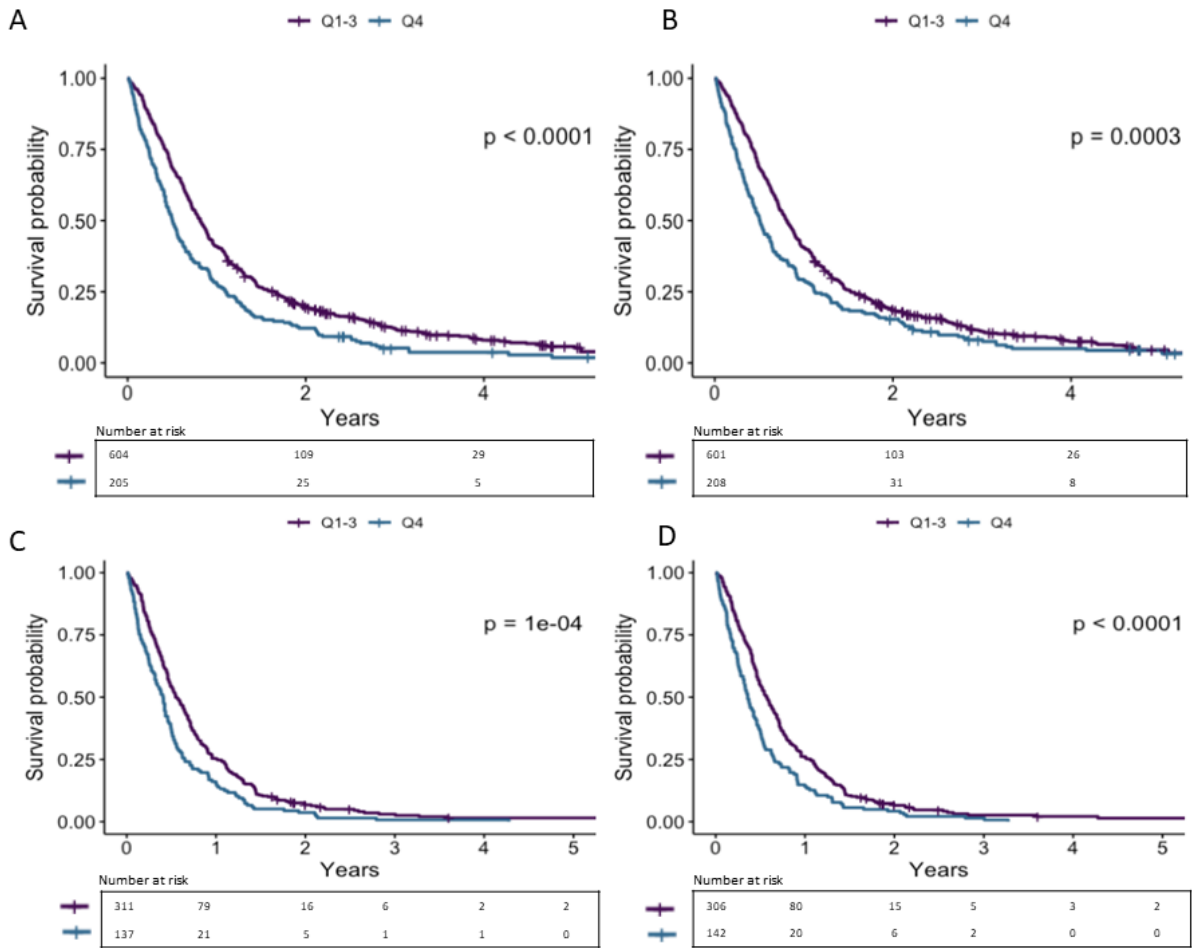 A
Q1-3 Q4
1.00
0.75
0.50
0.25
0.00
Survival probability
p < 0.0001
0 2 4
Years
Number at risk
604 109 29
205 25 5
B
Q1-3 Q4
1.00
0.75
0.50
0.25
0.00
Survival probability
p = 0.0003
0 2 4
Years
Number at risk
601 103 26
208 31 8
C
Q1-3 Q4
1.00
0.75
0.50
0.25
0.00
Survival probability
p = 1e-04
0 1 2 3 4 5
Years
Number at risk
311 79 16 6 2 2
137 21 5 1 1 0
D
Q1-3 Q4
1.00
0.75
0.50
0.25
0.00
Survival probability
p < 0.0001
0 1 2 3 4 5
Years
Number at risk
306 80 15 5 3 2
142 20 6 2 0 0